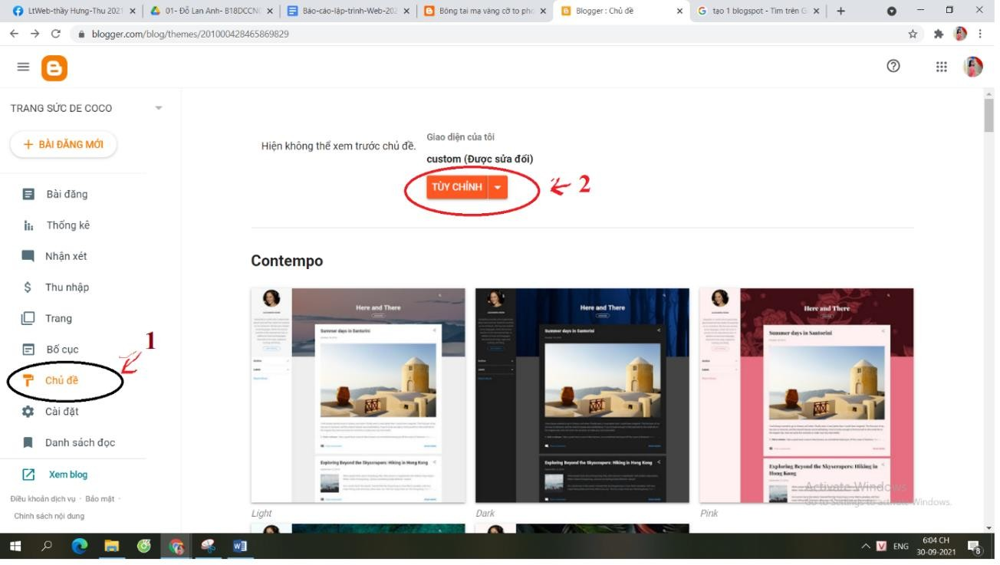 LtWeb-thầy Hưng-Thu 2021
01- Đỗ Lan Anh- B18DCCN0
Báo-cáo-lập-trình-Web-202
Bông tai mạ vàng cỡ to pho
Blogger : Chủ đề
tạo 1 blogspot - Tìm trên G
blogger.com/blog/themes/201000428465869829
TRANG SỨC DE COCO
+ BÀI ĐĂNG MỚI
Bài đăng
Thống kê
Nhận xét
Thu nhập
Trang
1
Bố cục
Chủ đề
Cài đặt
Danh sách đọc
Xem blog
Điều khoản dịch vụ · Bảo mật ·
Chính sách nội dung
Hiện không thể xem trước chủ đề.
Giao diện của tôi
custom (Được sửa đổi)
TÙY CHỈNH
2
Contempo
Here and There
Summer days in Santorini
Exploring Beyond the Skyscrapers: Hiking in Hong Kong
Light
Here and There
Summer days in Santorini
Exploring Beyond the Skyscrapers: Hiking in Hong Kong
Dark
Here and There
Summer days in Santorini
Exploring Beyond the Skyscrapers: Hiking in
Hong Kong
Pink
Activate Windows
Go to Settings to activate Windows.
ENG
6:04 CH
30-09-2021
8